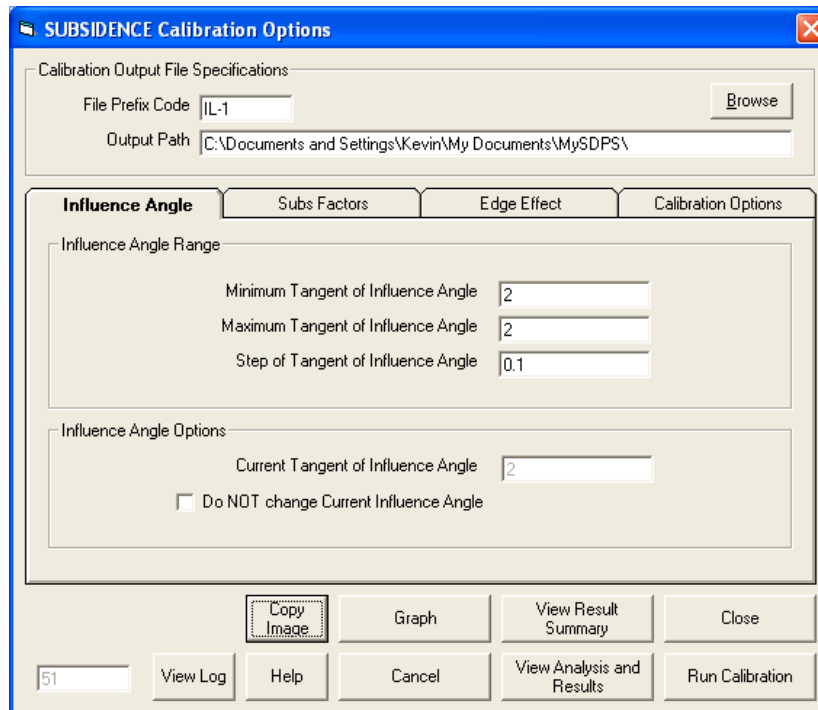 SUBSIDENCE Calibration Options
Calibration Output File Specifications
File Prefix Code IL-1
Browse
Output Path C:\Documents and Settings\Kevin\My Documents\MySDPS\
Influence Angle Subs Factors Edge Effect Calibration Options
Influence Angle Range
Minimum Tangent of Influence Angle 2
Maximum Tangent of Influence Angle 2
Step of Tangent of Influence Angle 0.1
Influence Angle Options
Current Tangent of Influence Angle 2
Do NOT change Current Influence Angle
Copy
Image
Graph
View Result
Summary
Close
51
View Log
Help
Cancel
View Analysis and
Results
Run Calibration